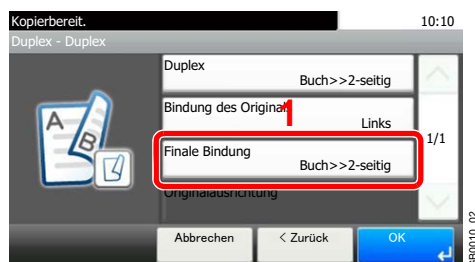 Kopierbereit. 10:10
Duplex - Duplex
Duplex
Buch>>2-seitig
A
B
Bindung des Original
1
Links
1/1
Finale Bindung
Buch>>2-seitig
Originalausrichtung
Abbrechen < Zurück OK